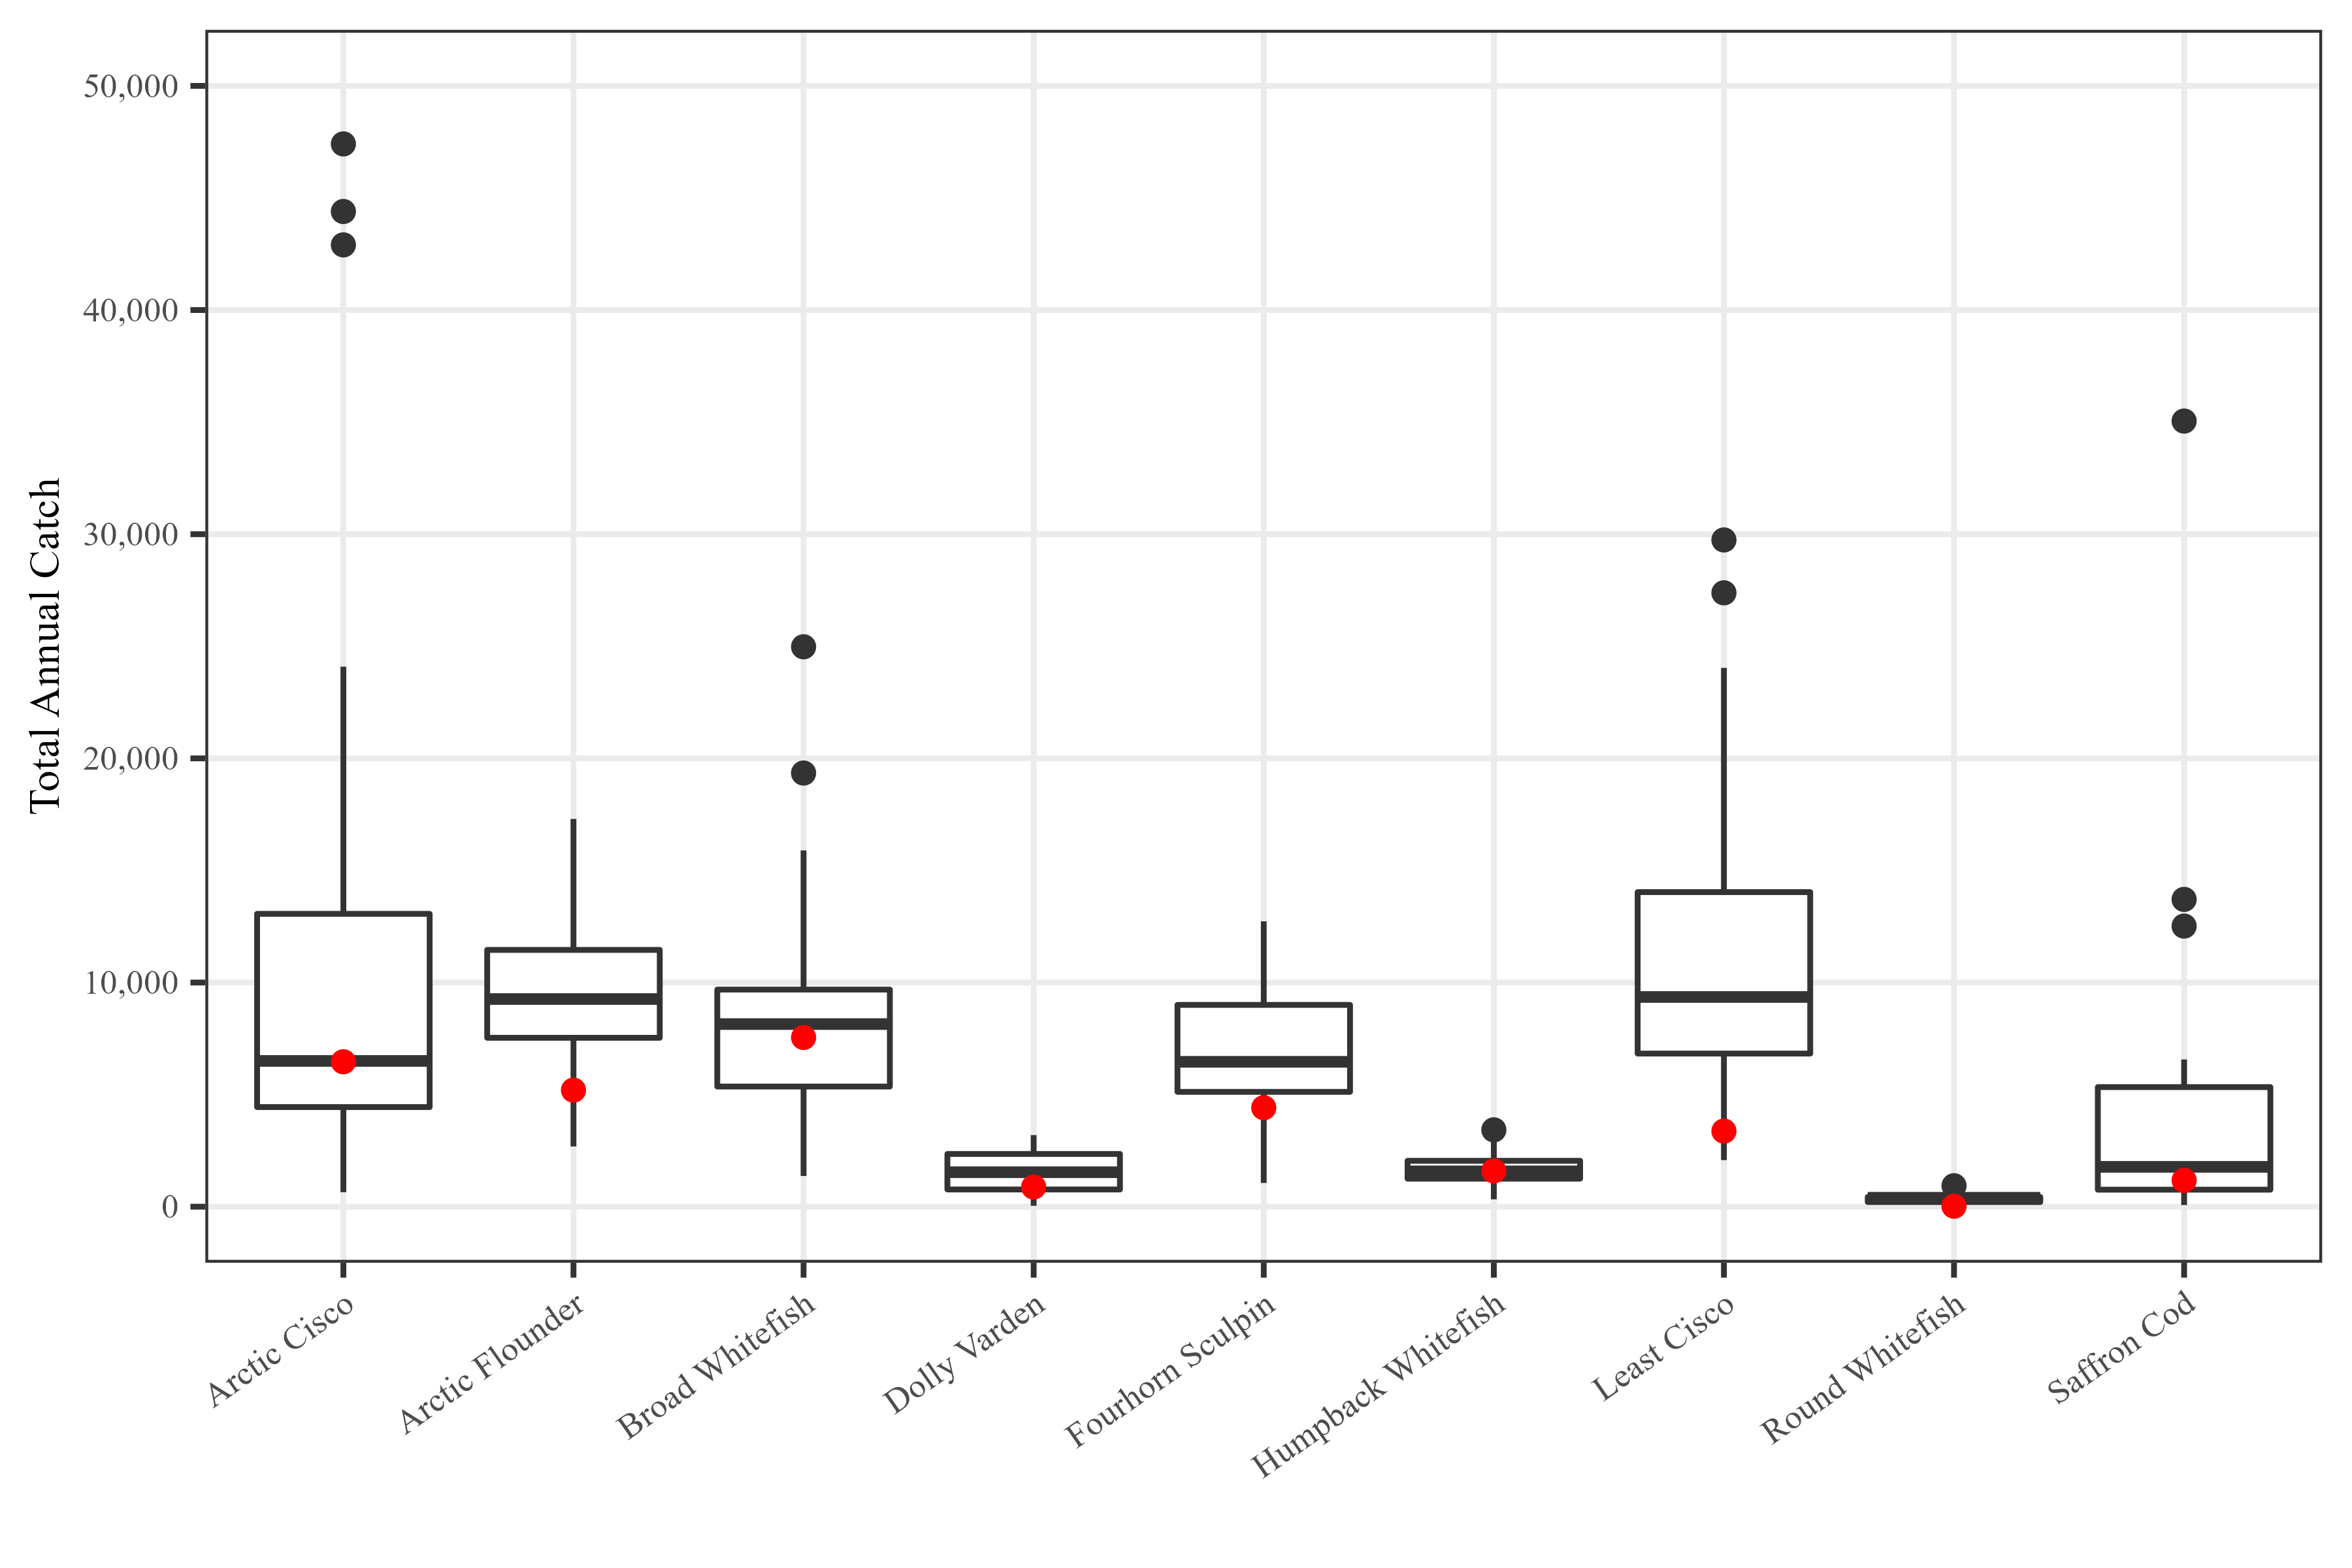 Total Annual Catch
50,000
40,000
30,000
20,000
10,000
0
Arctic Cisco
Arctic Flounder
Broad Whitefish
Dolly Varden
Fourhorn Sculpin
Humpback Whitefish
Least Cisco
Round Whitefish
Saffron Cod